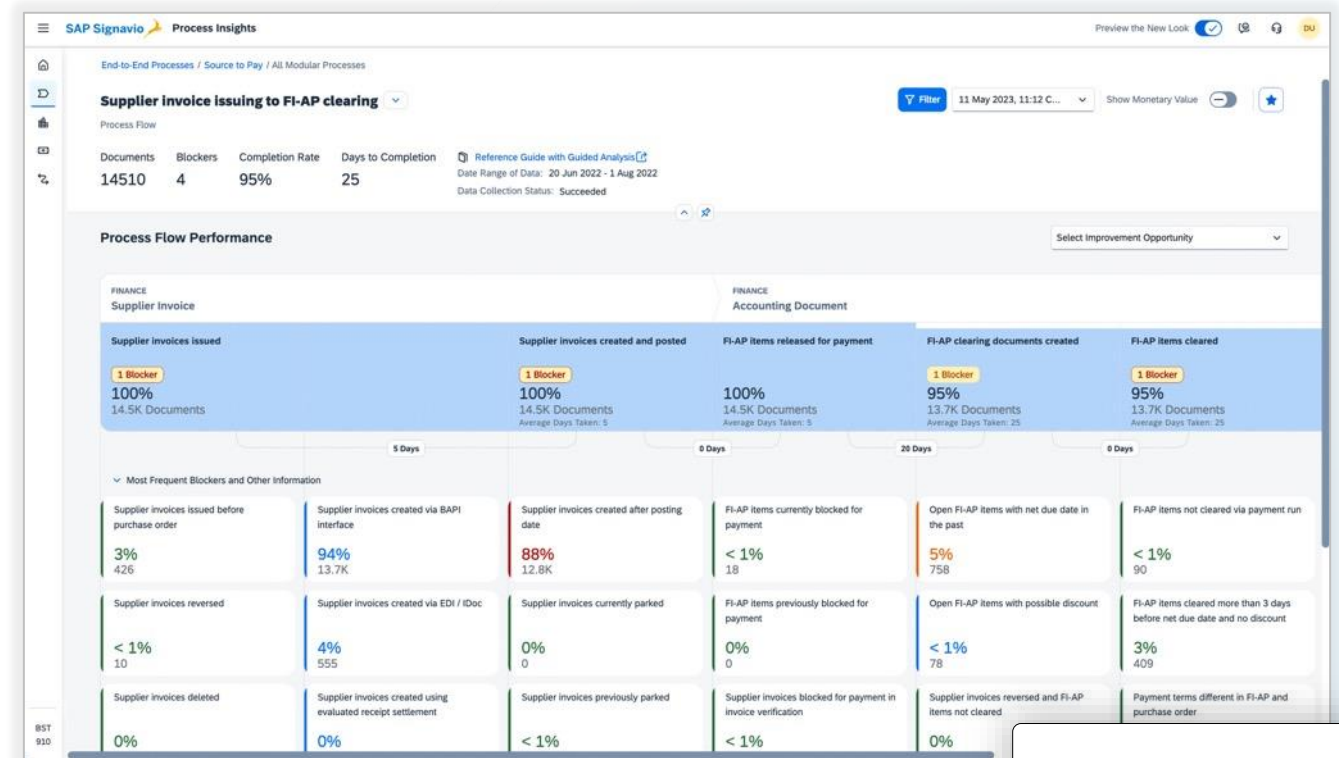 SAP Signavio Process Insights
Preview the New Look
DU
End-to-End Processes / Source to Pay / All Modular Processes
Supplier invoice issuing to FI-AP clearing
Filter
11 May 2023, 11:12 C...
Show Monetary Value
Process Flow
Documents Blockers Completion Rate Days to Completion
14510 4 95% 25
Reference Guide with Guided Analysis
Date Range of Data: 20 Jun 2022 - 1 Aug 2022
Data Collection Status: Succeeded
Process Flow Performance
Select Improvement Opportunity
FINANCE
Supplier Invoice
FINANCE
Accounting Document
Supplier invoices issued
1 Blocker
100%
14.5K Documents
Supplier invoices created and posted
1 Blocker
100%
14.5K Documents
Average Days Taken: 5
FI-AP items released for payment
100%
14.5K Documents
Average Days Taken: 5
FI-AP clearing documents created
1 Blocker
95%
13.7K Documents
Average Days Taken: 25
FI-AP items cleared
1 Blocker
95%
13.7K Documents
Average Days Taken: 25
5 Days
0 Days
20 Days
0 Days
Most Frequent Blockers and Other Information
Supplier invoices issued before
purchase order
3%
426
Supplier invoices created via BAPI
interface
94%
13.7K
Supplier invoices created after posting
date
88%
12.8K
FI-AP items currently blocked for
payment
< 1%
18
Open FI-AP items with net due date in
the past
5%
758
FI-AP items not cleared via payment run
< 1%
90
Supplier invoices reversed
< 1%
10
Supplier invoices created via EDI / IDoc
4%
555
Supplier invoices currently parked
0%
0
FI-AP items previously blocked for
payment
0%
0
Open FI-AP items with possible discount
< 1%
78
FI-AP items cleared more than 3 days
before net due date and no discount
3%
409
Supplier invoices deleted
0%
Supplier invoices created using
evaluated receipt settlement
0%
Supplier invoices previously parked
< 1%
Supplier invoices blocked for payment in
invoice verification
< 1%
Supplier invoices reversed and FI-AP
items not cleared
0%
Payment terms different in FI-AP and
purchase order
BST
910